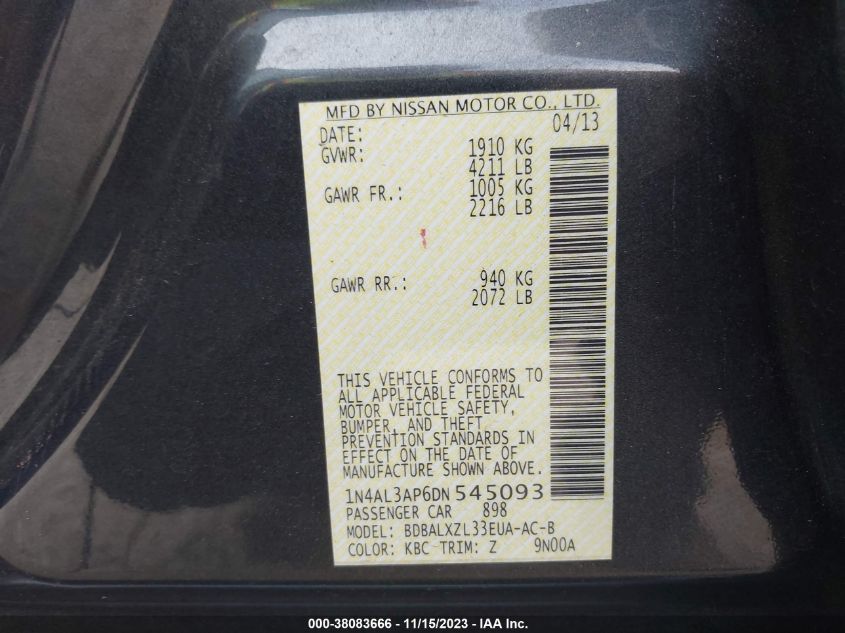 MFD BY NISSAN MOTOR CO., LTD.
DATE: 04/13
GVWR: 1910 KG
4211 LB
GAWR FR.: 1005 KG
2216 LB
GAWR RR.: 940 KG
2072 LB
THIS VEHICLE CONFORMS TO
ALL APPLICABLE FEDERAL
MOTOR VEHICLE SAFETY,
BUMPER, AND THEFT
PREVENTION STANDARDS IN
EFFECT ON THE DATE OF
MANUFACTURE SHOWN ABOVE.
1N4AL3AP6DN545093
PASSENGER CAR 898
MODEL: BDBALXZL33EUA-AC-B
COLOR: KBC TRIM: Z 9N00A
000-38083666 - 11/15/2023 - IAA Inc.